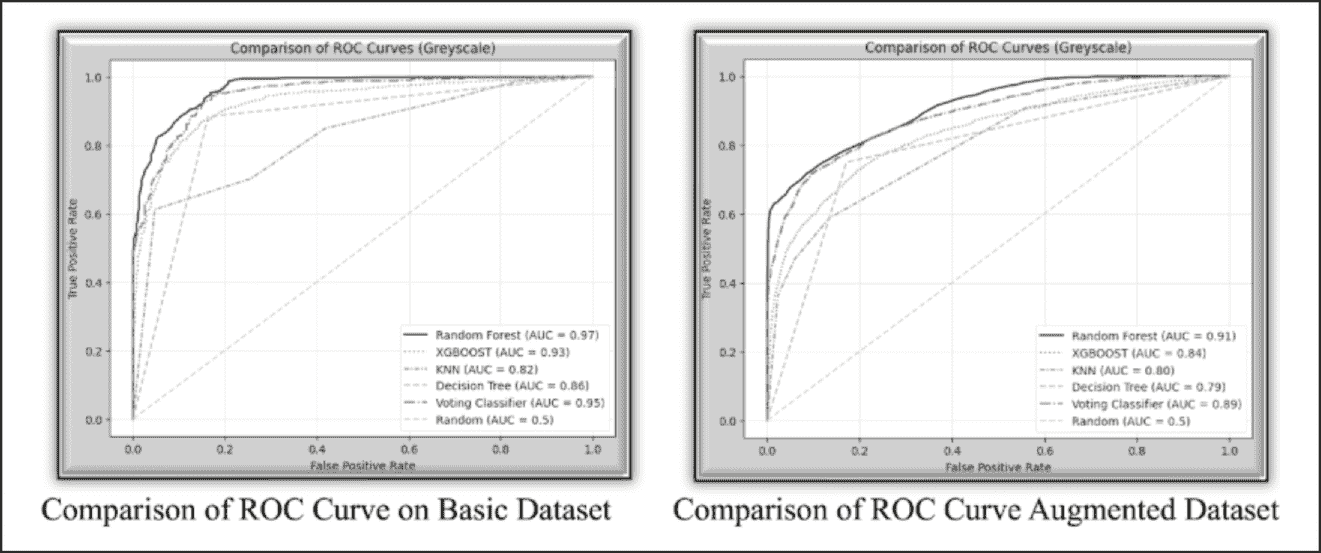 Comparison of ROC Curves (Greyscale)
True Positive Rate
1.0
0.8
0.6
0.4
0.2
0.0
Random Forest (AUC = 0.97)
XGBOOST (AUC = 0.93)
KNN (AUC = 0.82)
Decision Tree (AUC = 0.86)
Voting Classifier (AUC = 0.95)
Random (AUC = 0.5)
0.0 0.2 0.4 0.6 0.8 1.0
False Positive Rate
Comparison of ROC Curve on Basic Dataset
Comparison of ROC Curves (Greyscale)
True Positive Rate
1.0
0.8
0.6
0.4
0.2
0.0
Random Forest (AUC = 0.91)
XGBOOST (AUC = 0.84)
KNN (AUC = 0.80)
Decision Tree (AUC = 0.79)
Voting Classifier (AUC = 0.89)
Random (AUC = 0.5)
0.0 0.2 0.4 0.6 0.8 1.0
False Positive Rate
Comparison of ROC Curve Augmented Dataset